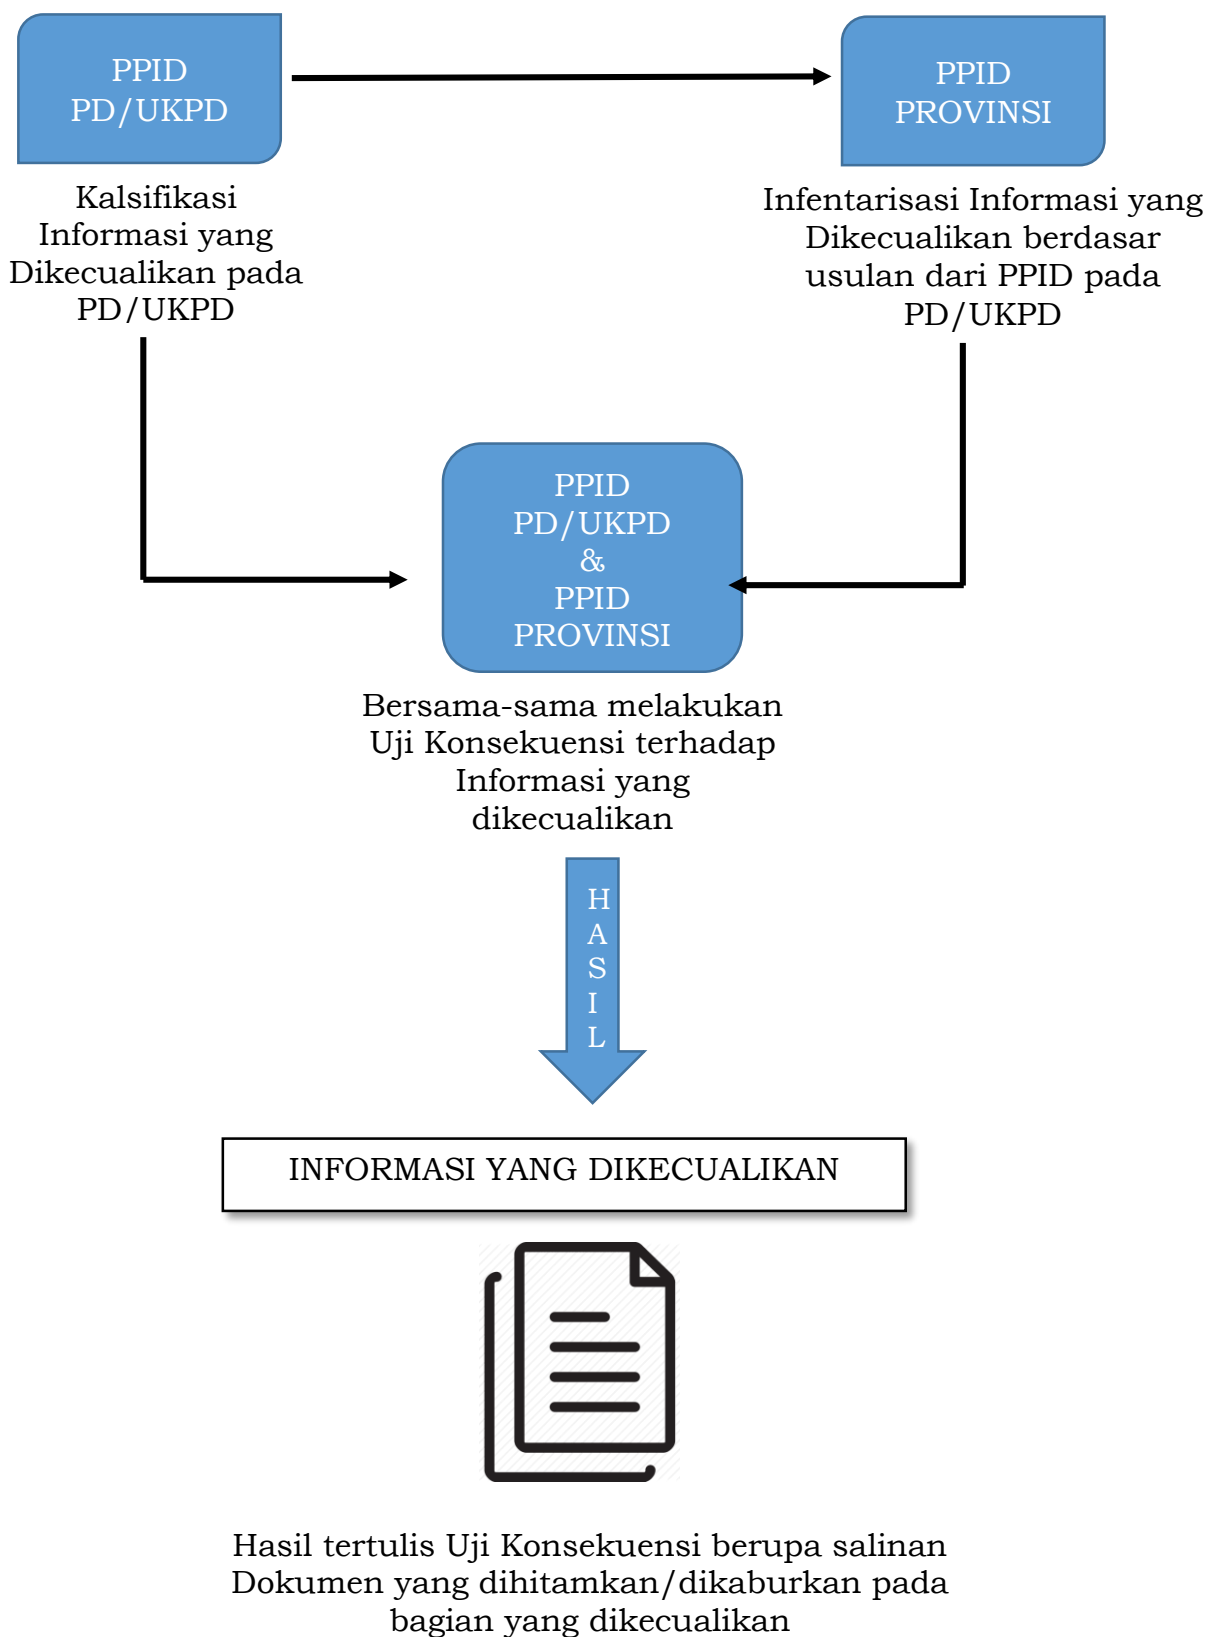 PPID
PD/UKPD
PPID
PROVINSI
Kalsifikasi
Informasi yang
Dikecualikan pada
PD/UKPD
Infentarisasi Informasi yang
Dikecualikan berdasar
usulan dari PPID pada
PD/UKPD
PPID
PD/UKPD
&
PPID
PROVINSI
Bersama-sama melakukan
Uji Konsekuensi terhadap
Informasi yang
dikecualikan
H
A
S
I
L
INFORMASI YANG DIKECUALIKAN
Hasil tertulis Uji Konsekuensi berupa salinan
Dokumen yang dihitamkan/dikaburkan pada
bagian yang dikecualikan